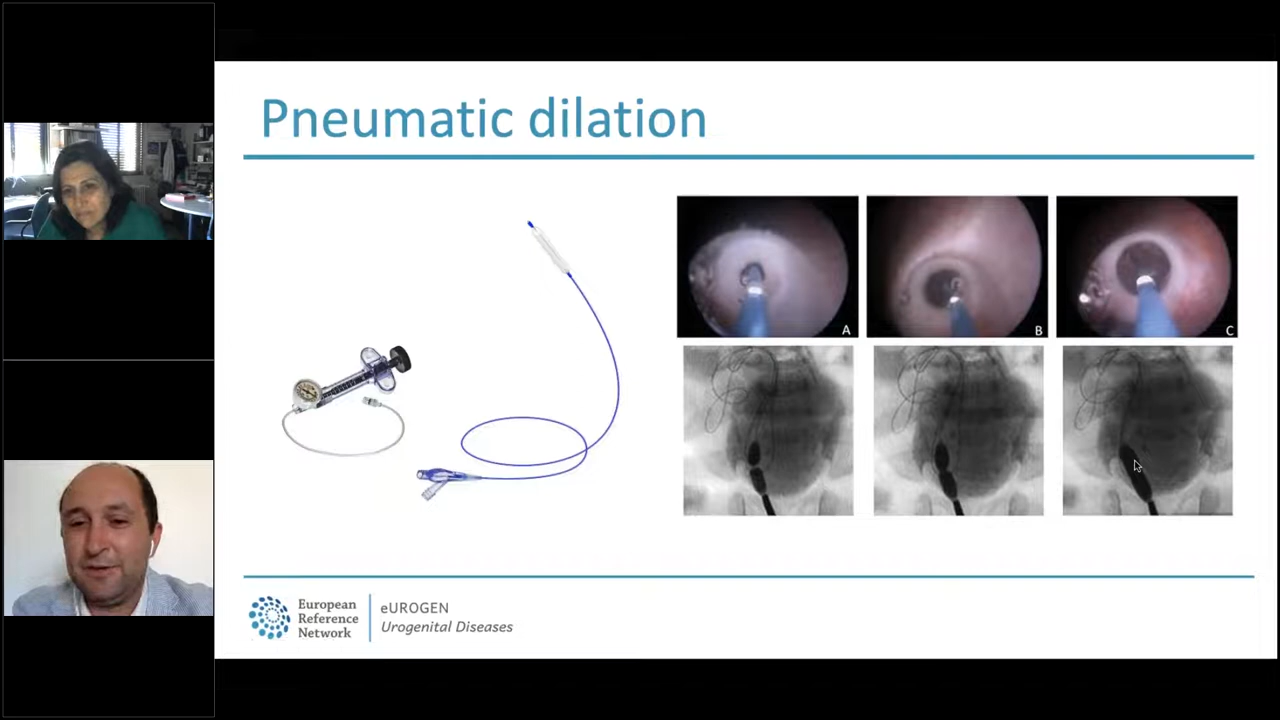 Pneumatic dilation
A
B
C
European
Reference
Network
eUROGEN
Urogenital Diseases